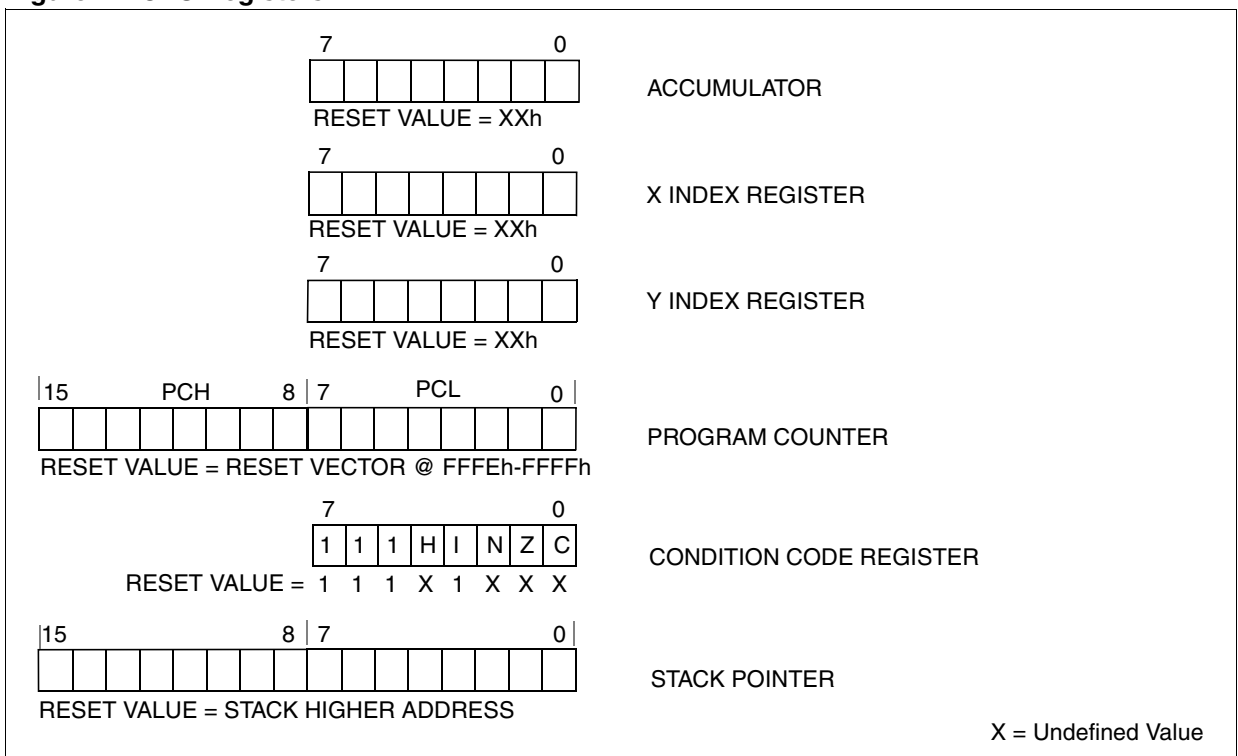 7 0
ACCUMULATOR
RESET VALUE = XXh
7 0
X INDEX REGISTER
RESET VALUE = XXh
7 0
Y INDEX REGISTER
RESET VALUE = XXh
15 PCH 8 7 PCL 0
PROGRAM COUNTER
RESET VALUE = RESET VECTOR @ FFFEh-FFFFh
7 0
1 1 1 H I N Z C
CONDITION CODE REGISTER
RESET VALUE = 1 1 1 X 1 X X X
15 8 7 0
STACK POINTER
RESET VALUE = STACK HIGHER ADDRESS
X = Undefined Value